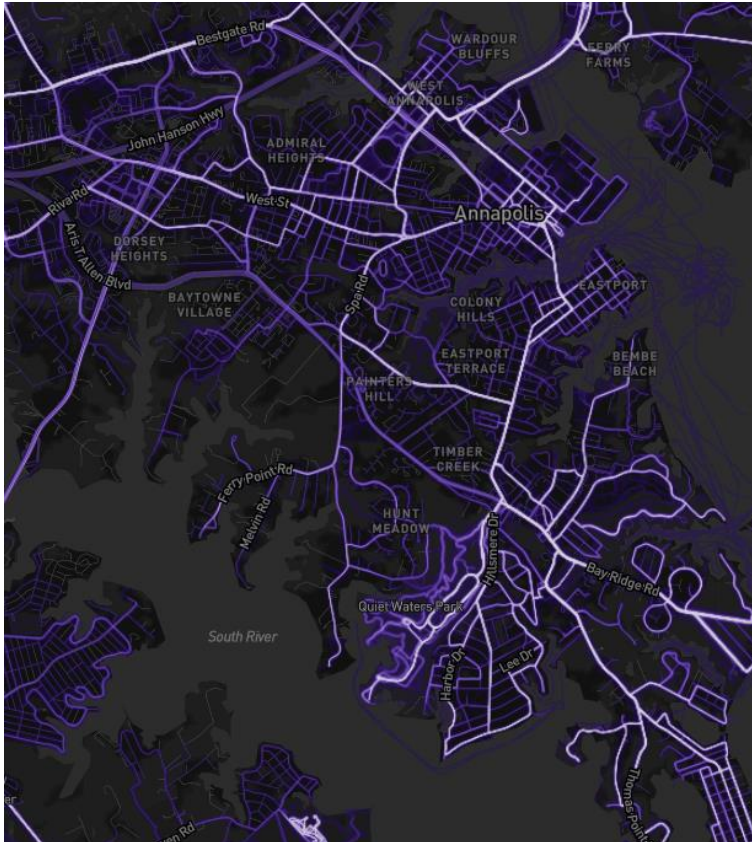 Bestgate Rd
WARDOUR
BLUFFS
FERRY
FARMS
WEST
ANNAPOLIS
John Hanson Hwy
ADMIRAL
HEIGHTS
Riva Rd
West St
Annapolis
Aris T Allen Blvd
DORSEY
HEIGHTS
BAYTOWNE
VILLAGE
Spa Rd
COLONY
HILLS
EASTPORT
EASTPORT
TERRACE
BEMBE
BEACH
PAINTERS
HILL
TIMBER
CREEK
Ferry Point Rd
Melvin Rd
HUNT
MEADOW
Hillsmere Dr
Bay Ridge Rd
Quiet Waters Park
South River
Harbor Dr
Lee Dr
Thomas Point
er
ven Rd